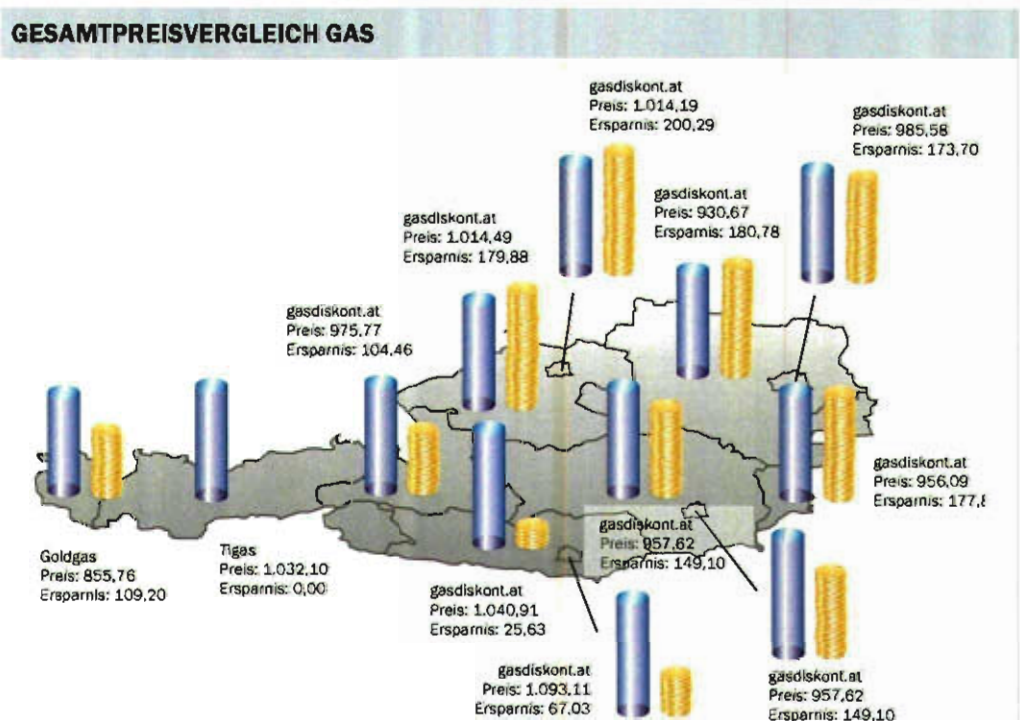 GESAMTPREISVERGLEICH GAS
gasdiskont.at
Preis: 1.014,19
Ersparnis: 200,29
gasdiskont.at
Preis: 985,58
Ersparnis: 173,70
gasdiskont.at
Preis: 930,67
Ersparnis: 180,78
gasdiskont.at
Preis: 1.014,49
Ersparnis: 179,88
gasdiskont.at
Preis: 975,77
Ersparnis: 104,46
gasdiskont.at
Preis: 956,09
Ersparnis: 177,8
gasdiskont.at
Preis: 957,62
Ersparnis: 149,10
Goldgas
Preis: 855,76
Ersparnis: 109,20
Tigas
Preis: 1.032,10
Ersparnis: 0,00
gasdiskont.at
Preis: 1.040,91
Ersparnis: 25,63
gasdiskont.at
Preis: 1.093,11
Ersparnis: 67,03
gasdiskont.at
Preis: 957,62
Ersparnis: 149,10